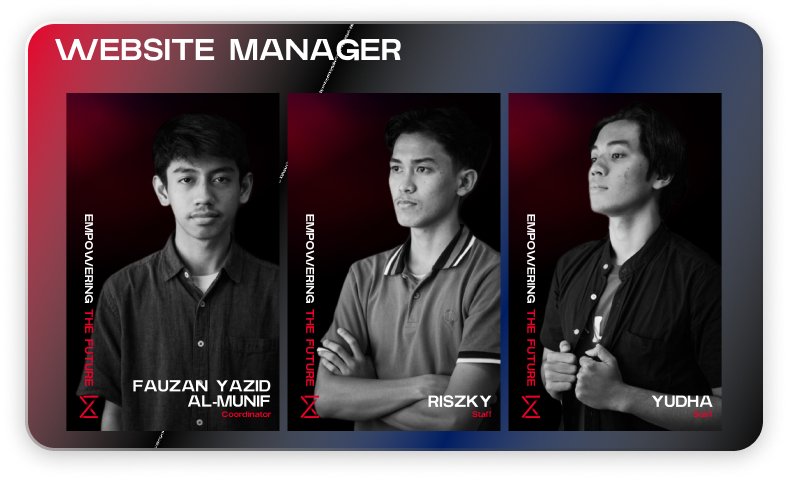 WEBSITE MANAGER
EMPOWERING THE FUTURE
FAUZAN YAZID
AL-MUNIF
Coordinator
EMPOWERING THE FUTURE
RISZKY
Staff
EMPOWERING THE FUTURE
YUDHA
Staff